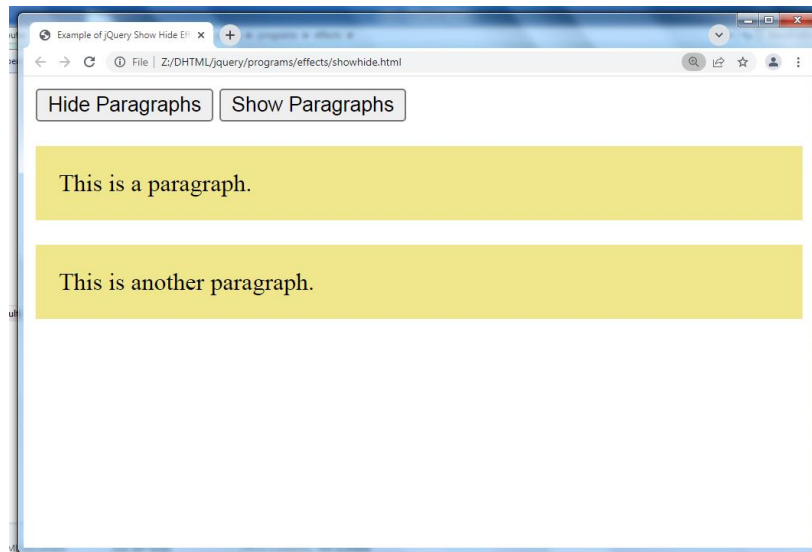 Example of jQuery Show Hide Ef
File Z:/DHTML/jquery/programs/effects/showhide.html
Hide Paragraphs Show Paragraphs
This is a paragraph.
This is another paragraph.